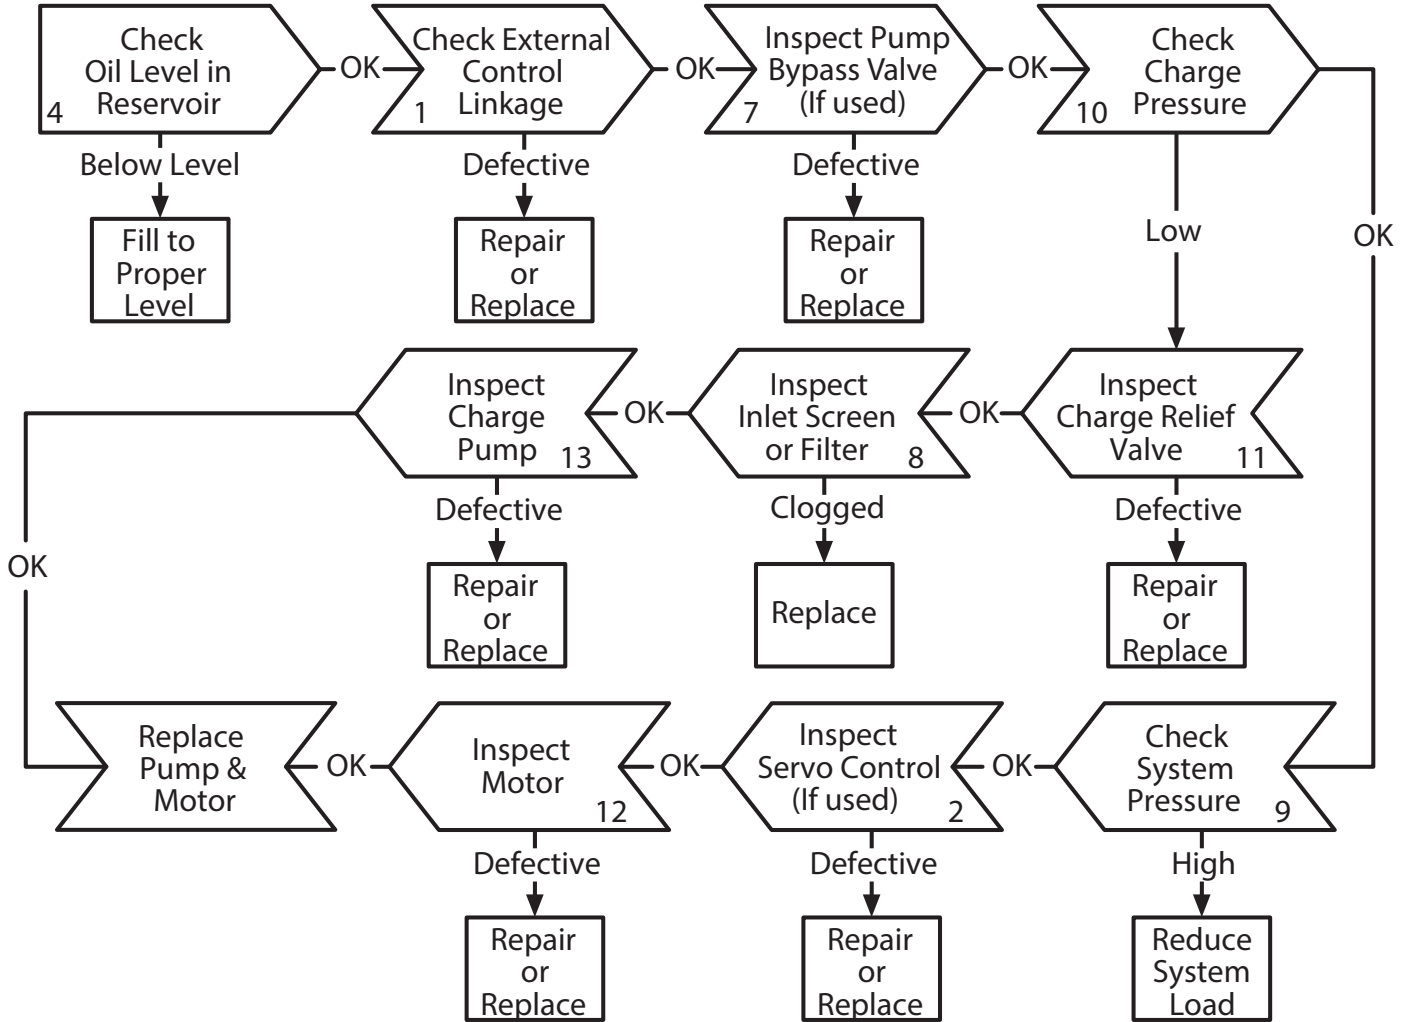 Check
Oil Level in
Reservoir
4
OK
Check External
Control
Linkage
1
OK
Inspect Pump
Bypass Valve
(If used)
7
OK
Check
Charge
Pressure
10
Below Level
Defective
Defective
Low
OK
Fill to
Proper
Level
Repair
or
Replace
Repair
or
Replace
Inspect
Charge
Pump
13
OK
Inspect
Inlet Screen
or Filter
8
OK
Inspect
Charge Relief
Valve
11
Defective
Clogged
Defective
OK
Repair
or
Replace
Replace
Repair
or
Replace
Replace
Pump &
Motor
OK
Inspect
Motor
12
OK
Inspect
Servo Control
(If used)
2
OK
Check
System
Pressure
9
Defective
Defective
High
Repair
or
Replace
Repair
or
Replace
Reduce
System
Load